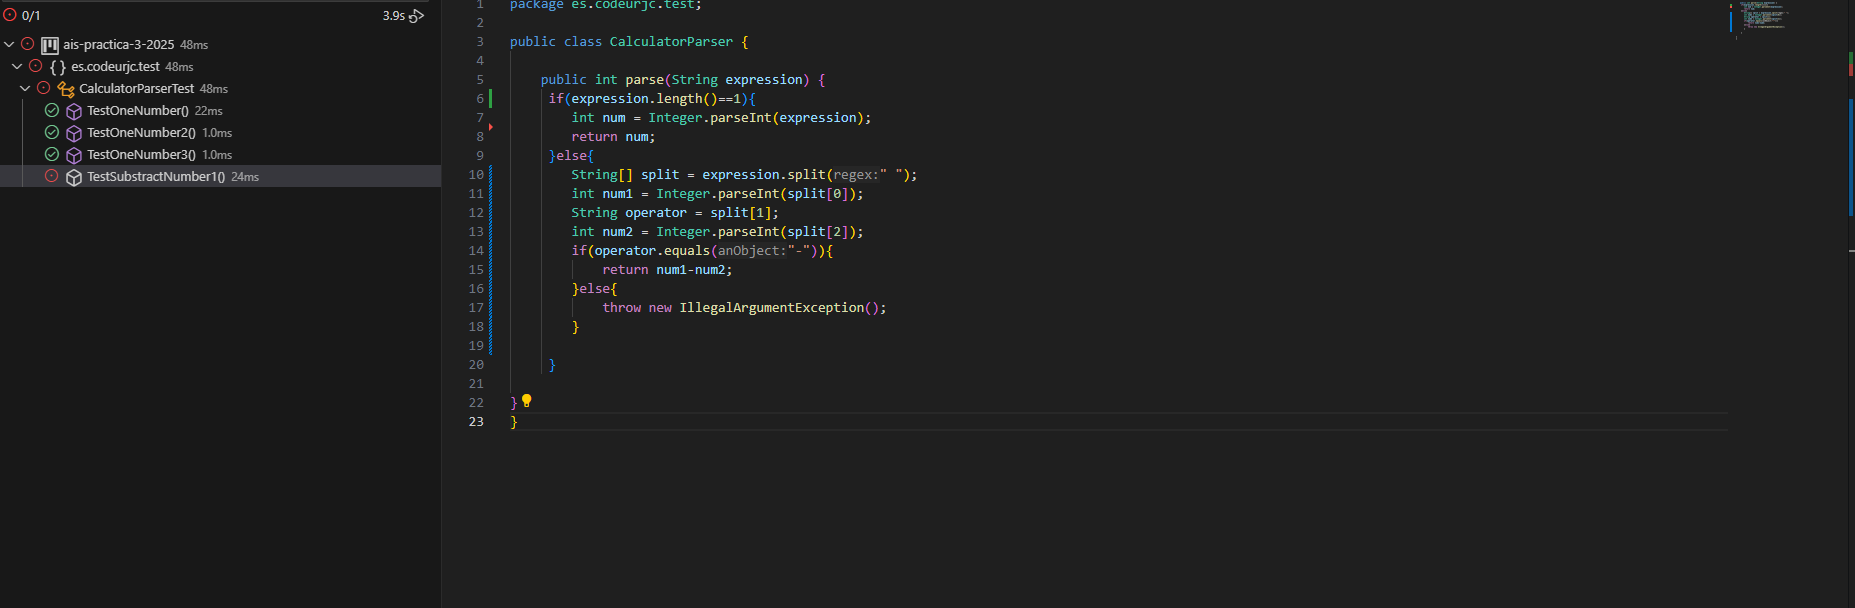 0/1
3.9s
ais-practica-3-2025 48ms
{ } es.codeurjc.test 48ms
CalculatorParserTest 48ms
TestOneNumber() 22ms
TestOneNumber2() 1.0ms
TestOneNumber3() 1.0ms
TestSubstractNumber1() 24ms
1 package es.codeurjc.test;
2
3 public class CalculatorParser {
4
5 public int parse(String expression) {
6 if(expression.length()==1){
7 int num = Integer.parseInt(expression);
8 return num;
9 }else{
10 String[] split = expression.split(regex:" ");
11 int num1 = Integer.parseInt(split[0]);
12 String operator = split[1];
13 int num2 = Integer.parseInt(split[2]);
14 if(operator.equals(anObject:"-")){
15 return num1-num2;
16 }else{
17 throw new IllegalArgumentException();
18 }
19
20 }
21
22 }
23 }